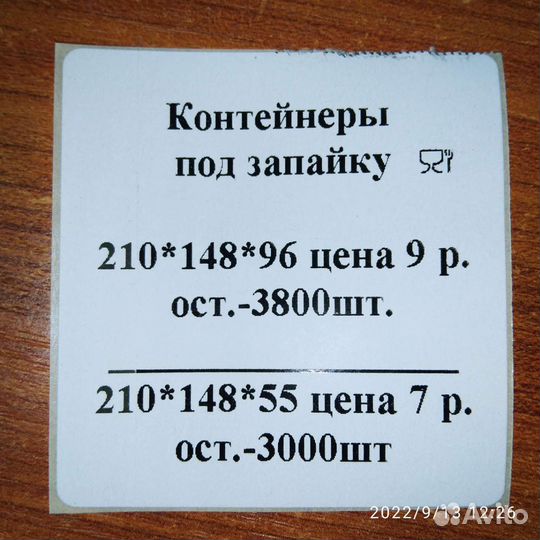 Контейнеры
под запайку
210*148*96 цена 9 р.
ост.-3800шт.
210*148*55 цена 7 р.
ост.-3000шт
2022/9/13 12:26
Avito